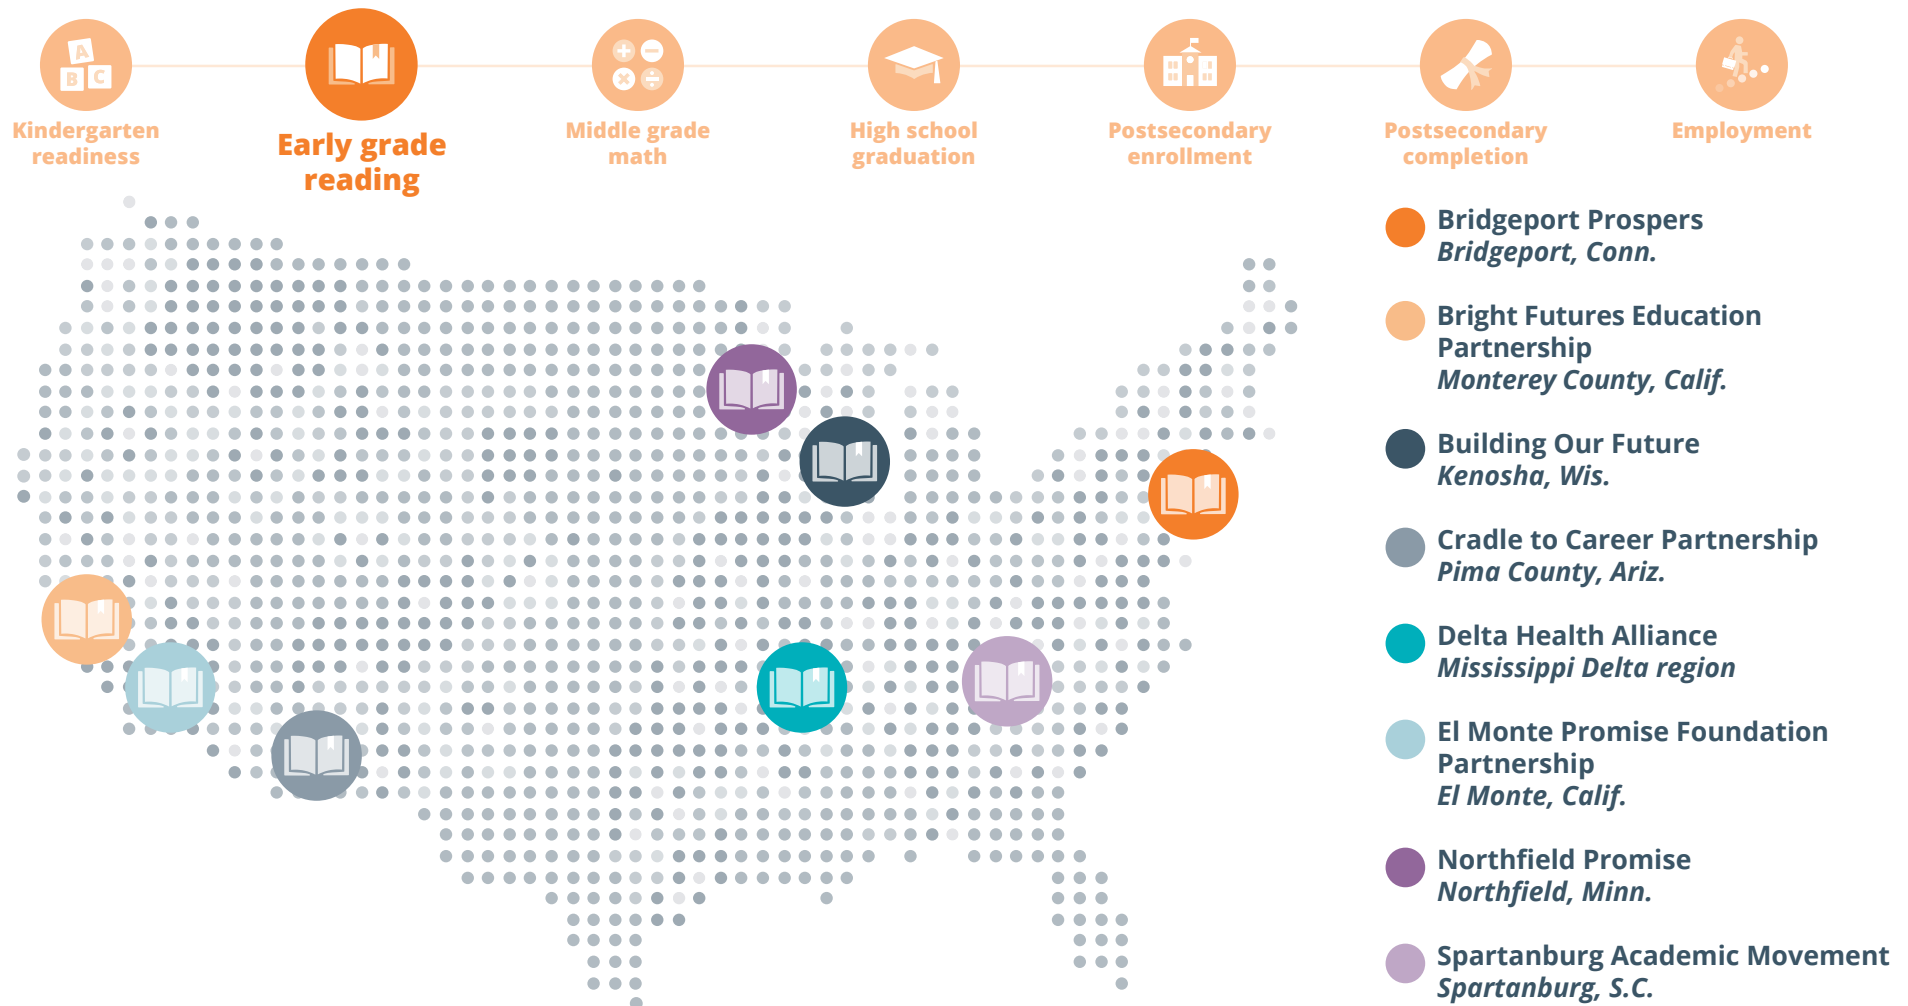 A
B C
Kindergarten
readiness
Early grade
reading
Middle grade
math
High school
graduation
Postsecondary
enrollment
Postsecondary
completion
Employment
Bridgeport Prospers
Bridgeport, Conn.
Bright Futures Education
Partnership
Monterey County, Calif.
Building Our Future
Kenosha, Wis.
Cradle to Career Partnership
Pima County, Ariz.
Delta Health Alliance
Mississippi Delta region
El Monte Promise Foundation
Partnership
El Monte, Calif.
Northfield Promise
Northfield, Minn.
Spartanburg Academic Movement
Spartanburg, S.C.